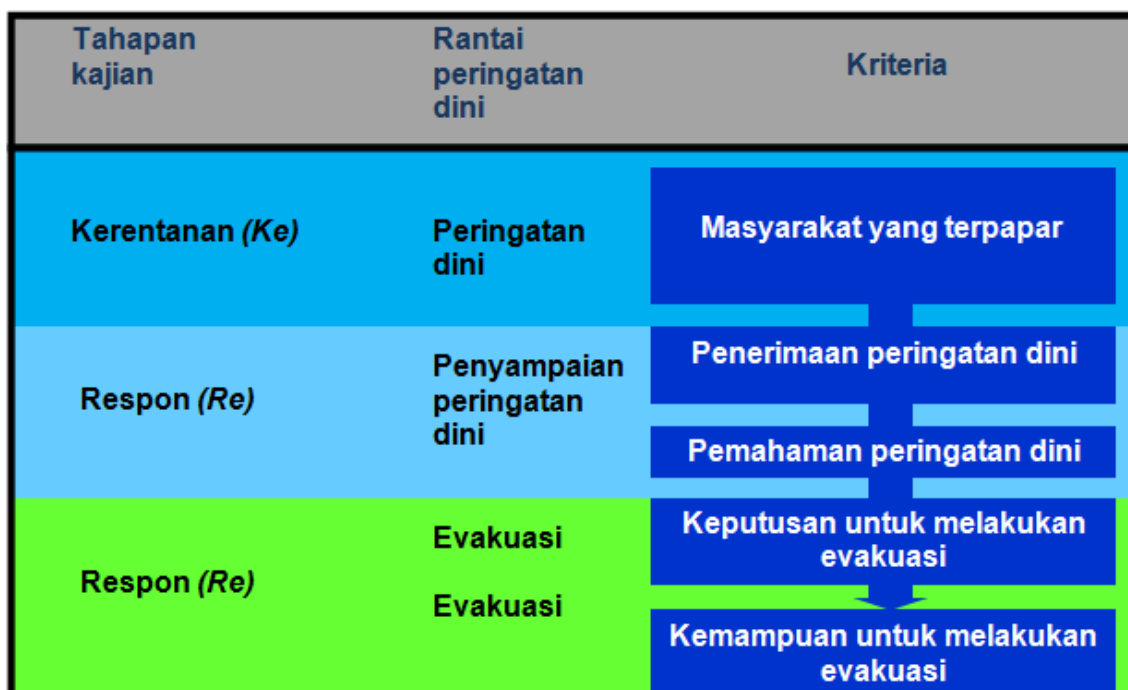 Tahapan
kajian
Rantai
peringatan
dini
Kriteria
Kerentanan (Ke)
Peringatan
dini
Masyarakat yang terpapar
Respon (Re)
Penyampaian
peringatan
dini
Penerimaan peringatan dini
Pemahaman peringatan dini
Respon (Re)
Evakuasi
Evakuasi
Keputusan untuk melakukan
evakuasi
Kemampuan untuk melakukan
evakuasi